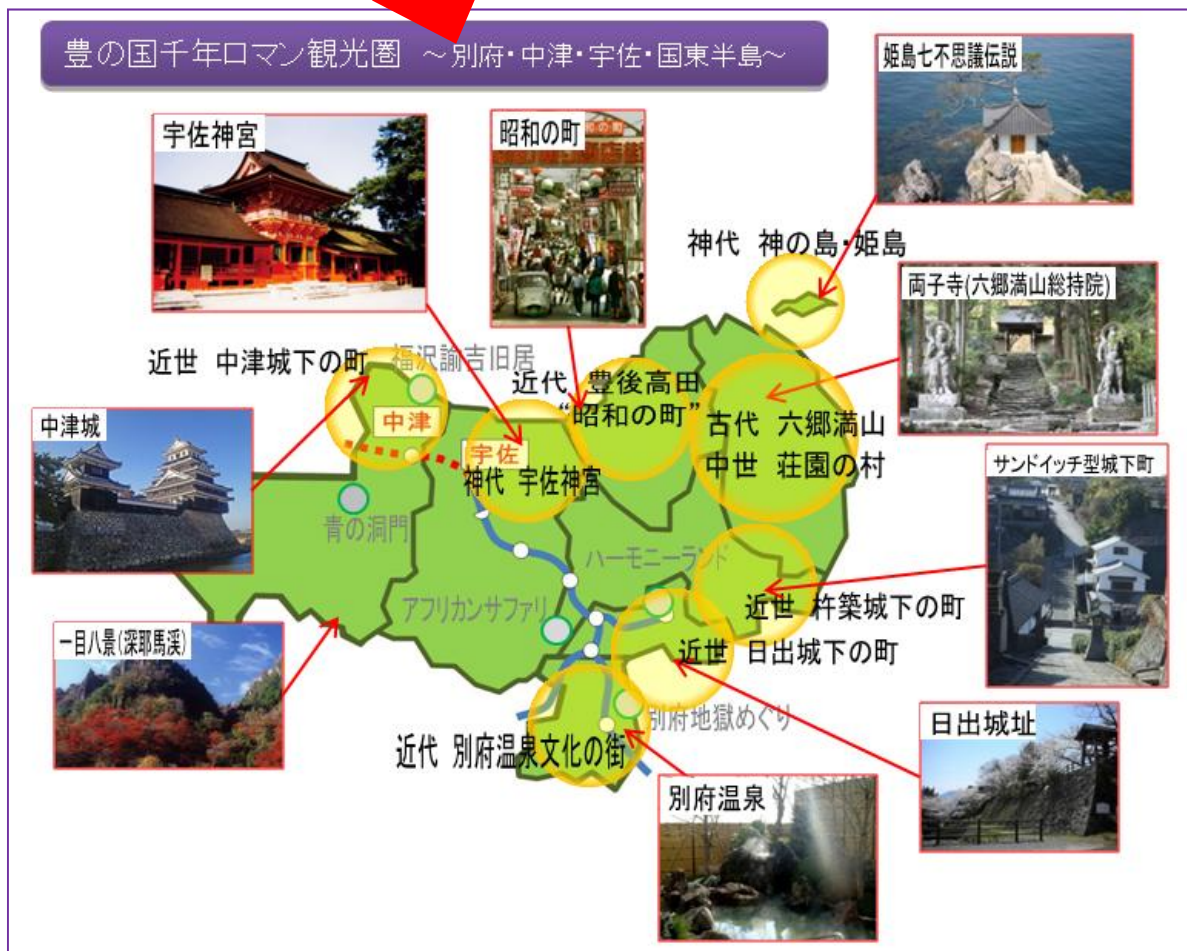 豊の国千年ロマン観光圏 ～別府・中津・宇佐・国東半島～
姫島七不思議伝説
宇佐神宮
昭和の町
神代 神の島・姫島
両子寺(六郷満山総持院)
近世 中津城下の町
福沢諭吉旧居
近代 豊後高田
“昭和の町”
古代 六郷満山
中世 荘園の村
中津
宇佐
神代 宇佐神宮
中津城
サンドイッチ型城下町
青の洞門
ハーモニーランド
アフリカンサファリ
近世 杵築城下の町
一目八景(深耶馬渓)
近世 日出城下の町
別府地獄めぐり
日出城址
近代 別府温泉文化の街
別府温泉